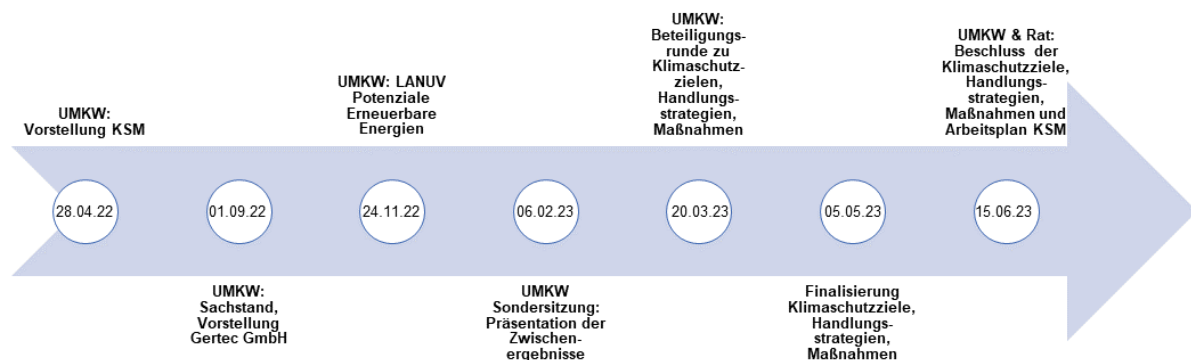 UMKW:
Vorstellung KSM
UMKW: LANUV
Potenziale
Erneuerbare
Energien
UMKW:
Beteiligungs-
runde zu
Klimaschutz-
zielen,
Handlungs-
strategien,
Maßnahmen
UMKW & Rat:
Beschluss der
Klimaschutzziele,
Handlungs-
strategien,
Maßnahmen und
Arbeitsplan KSM
28.04.22
01.09.22
24.11.22
06.02.23
20.03.23
05.05.23
15.06.23
UMKW:
Sachstand,
Vorstellung
Gertec GmbH
UMKW
Sondersitzung:
Präsentation der
Zwischen-
ergebnisse
Finalisierung
Klimaschutzziele,
Handlungs-
strategien,
Maßnahmen